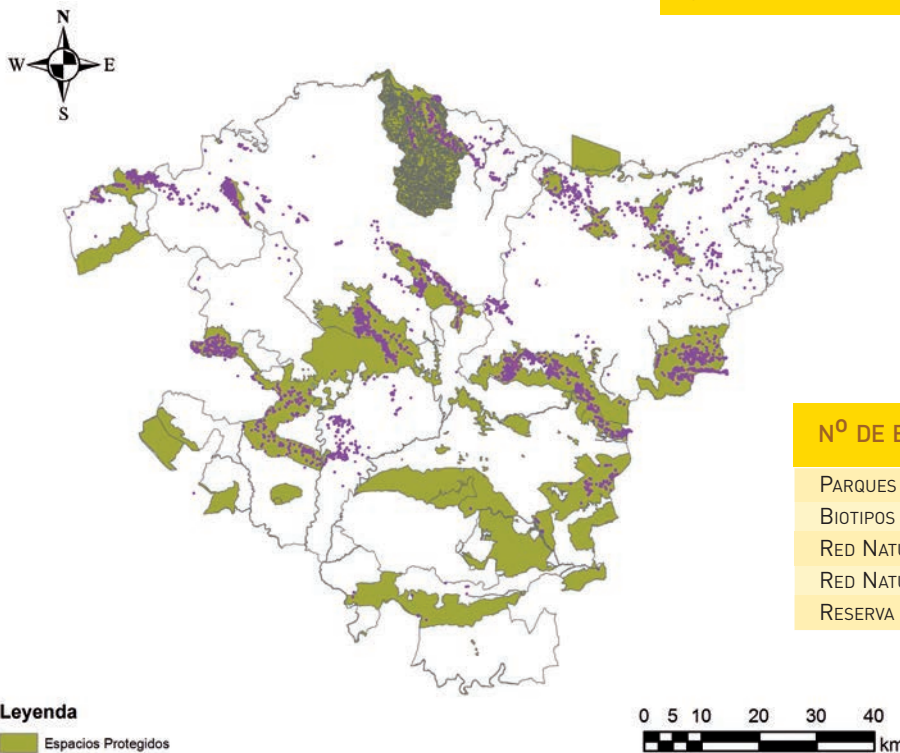 N
W E
S
Nº DE E
PARQUES
BIOTIPOS
RED NATU
RED NATU
RESERVA
Leyenda
Espacios Protegidos
0 5 10 20 30 40
km